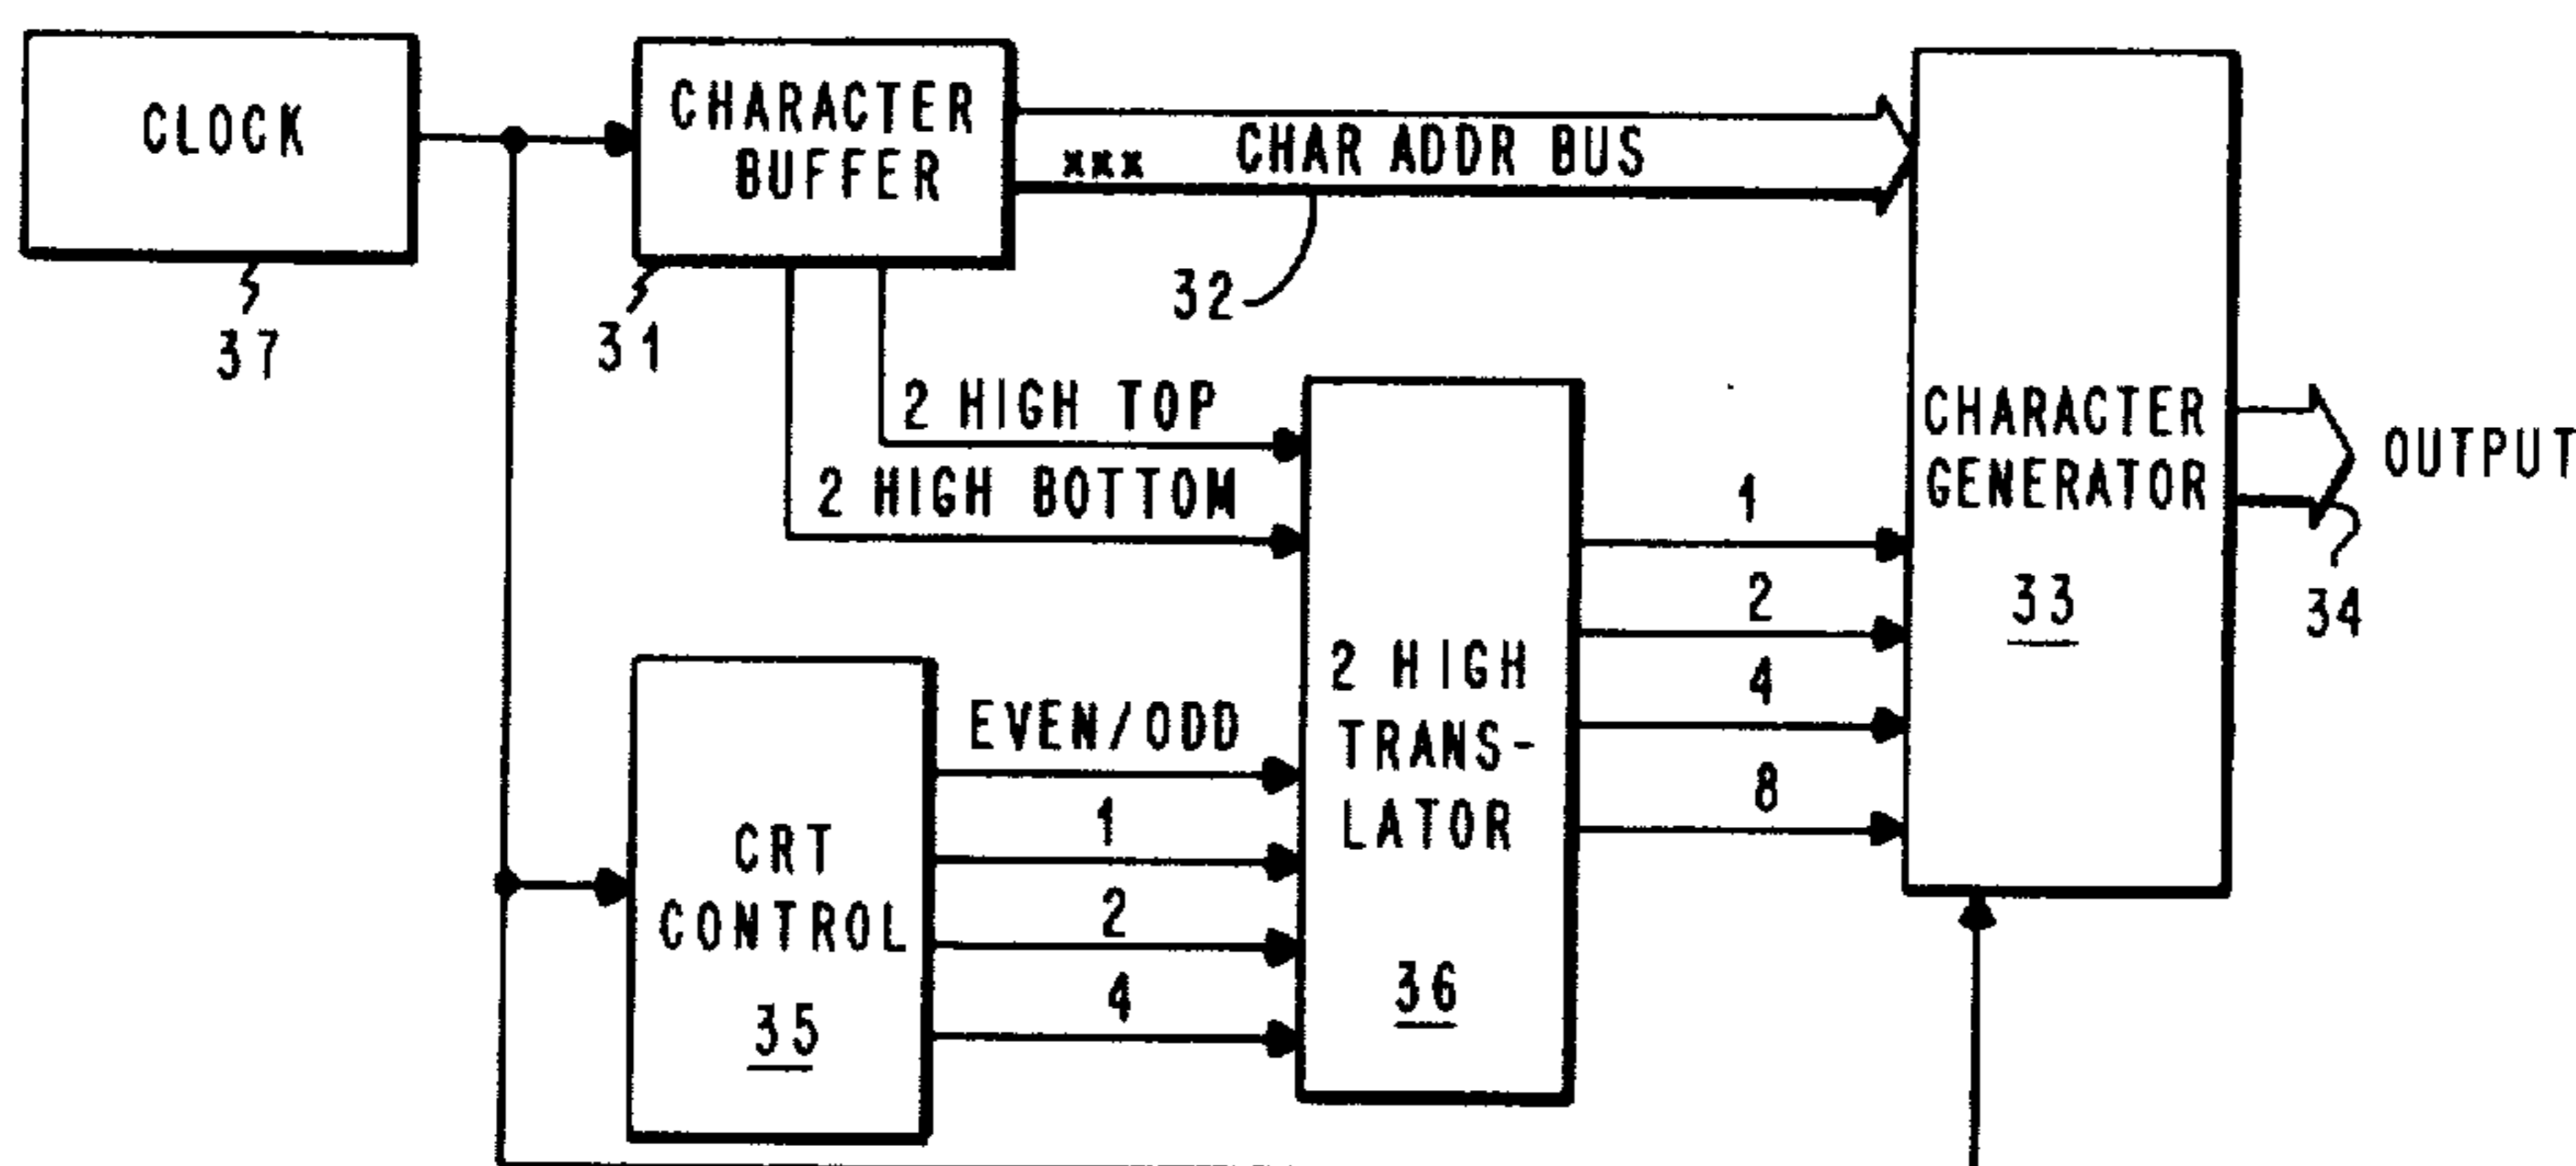 CLOCK
37
CHARACTER
BUFFER
31
xxx CHAR ADDR BUS
32
2 HIGH TOP
2 HIGH BOTTOM
CRT
CONTROL
35
EVEN/ODD
1
2
4
2 HIGH
TRANS-
LATOR
36
1
2
4
8
CHARACTER
GENERATOR
33
OUTPUT
34